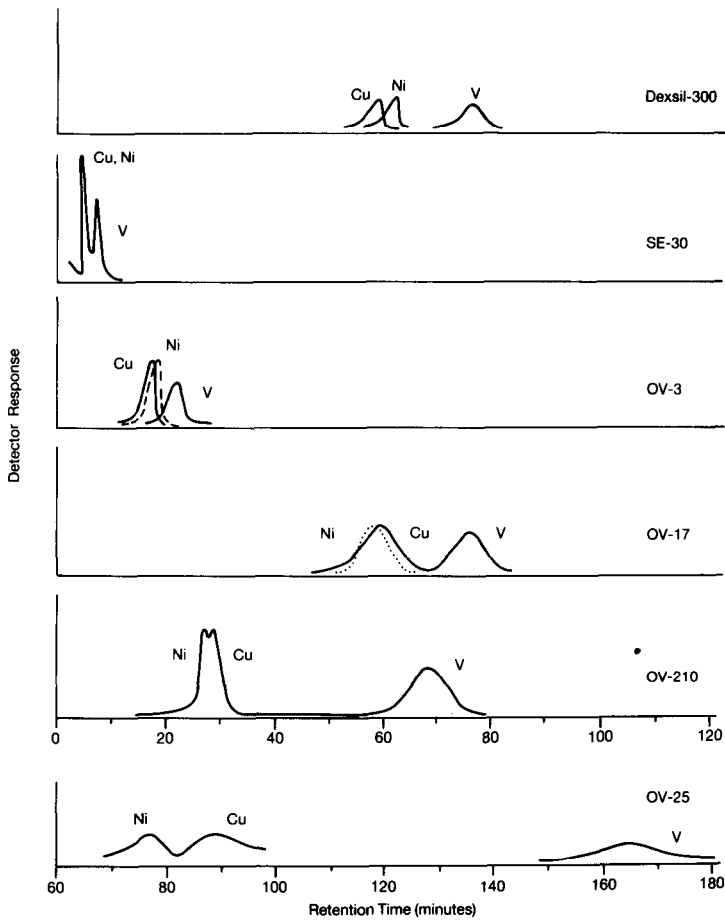 Cu
Ni
V
Dexsil-300
Cu, Ni
V
SE-30
Ni
Cu
V
OV-3
Detector Response
Ni
Cu
V
OV-17
Ni
Cu
V
OV-210
0 20 40 60 80 100 120
OV-25
Ni
Cu
V
60 80 100 120 140 160 180
Retention Time (minutes)